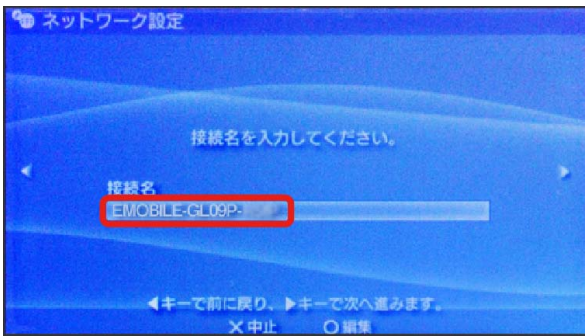 ネットワーク設定
接続名を入力してください。
接続名
EMOBILE-GL09P-
◀キーで前に戻り、▶キーで次へ進みます。
✕中止 ○編集